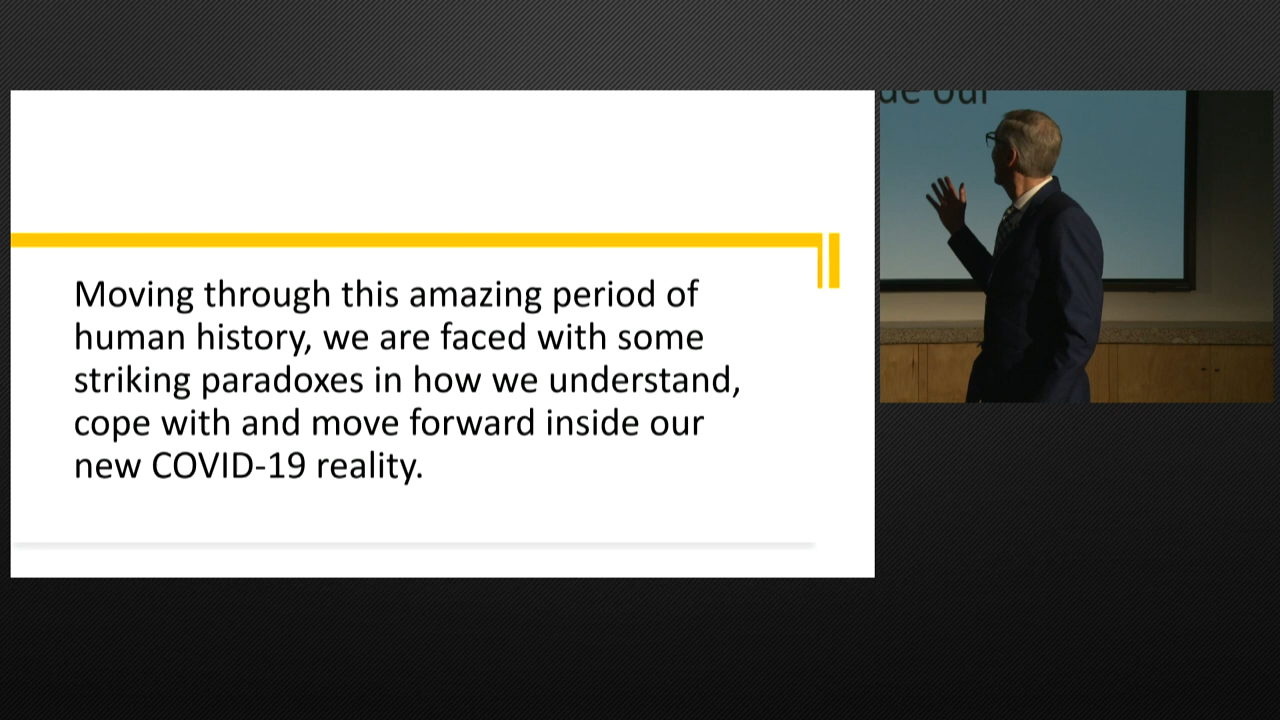 Moving through this amazing period of
human history, we are faced with some
striking paradoxes in how we understand,
cope with and move forward inside our
new COVID-19 reality.
our